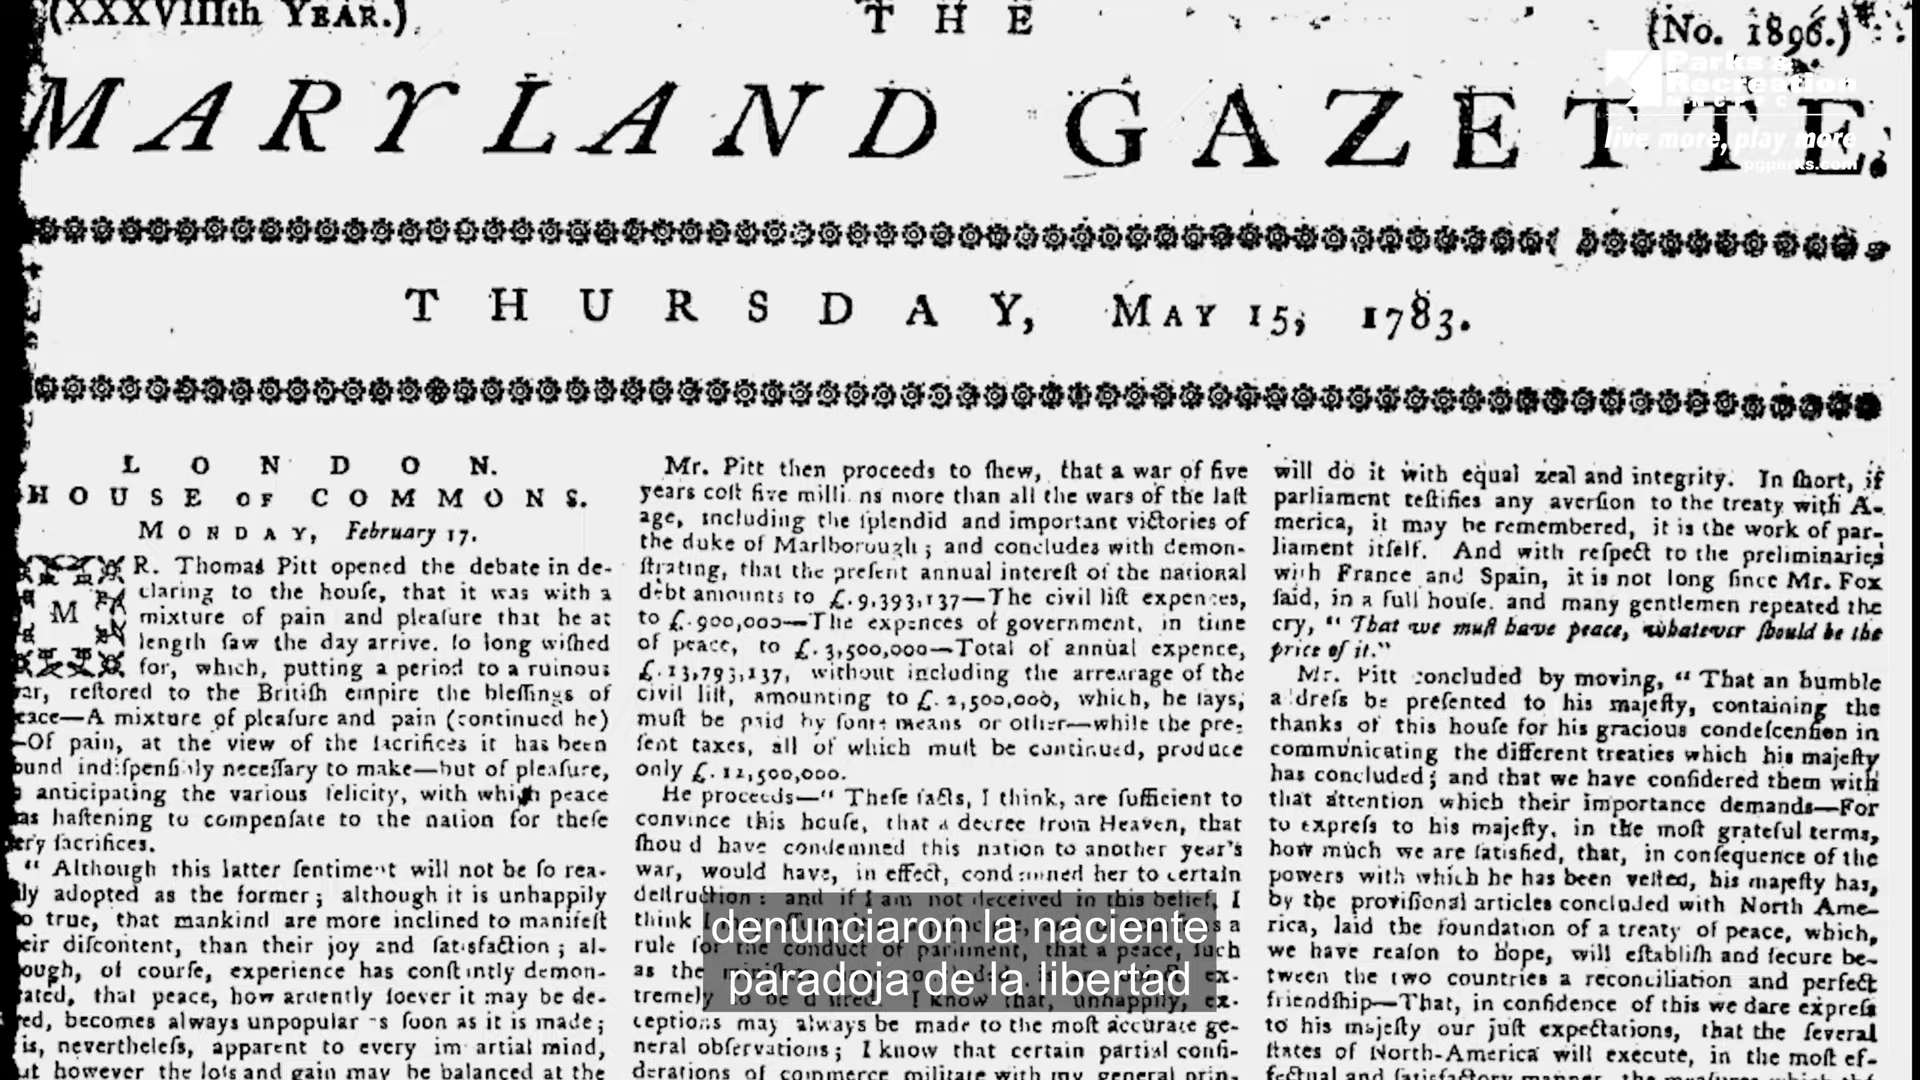 (XXXVIIIth YEAR.)
THE
(No. 1896.)
MARYLAND GAZETTE.
Parks &
Recreation
M-NCPPC
live more, play more
pgparks.com
THURSDAY, MAY 15, 1783.
LONDON.
HOUSE OF COMMONS.
MONDAY, February 17.
MR. Thomas Pitt opened the debate in de-
claring to the houſe, that it was with a
mixture of pain and pleaſure that he at
length ſaw the day arrive, ſo long wiſhed
for, which, putting a period to a ruinous
reſtored to the Britiſh empire the bleſſings of
A mixture of pleaſure and pain (continued he)
—Of pain, at the view of the ſacrifices it has been
indiſpenſibly neceſſary to make—but of pleaſure,
anticipating the various felicity, with which peace
haſtening to compenſate to the nation for theſe
ſacrifices.
“ Although this latter ſentiment will not be ſo rea-
adopted as the former; although it is unhappily
true, that mankind are more inclined to manifeſt
diſcontent, than their joy and ſatisfaction; al-
of courſe, experience has conſtantly demon-
that peace, how ardently ſoever it may be de-
becomes always unpopular as ſoon as it is made;
is, nevertheleſs, apparent to every impartial mind,
however the loſs and gain may be balanced at the
Mr. Pitt then proceeds to ſhew, that a war of five
years coſt five millions more than all the wars of the laſt
age, including the ſplendid and important victories of
the duke of Marlborough; and concludes with demon-
ſtrating, that the preſent annual intereſt of the national
debt amounts to £.9,393,137—The civil liſt expences,
to £.900,000—The expences of government, in time
of peace, to £.3,500,000—Total of annual expence,
£.13,793,137, without including the arrearage of the
civil liſt, amounting to £.2,500,000, which, he ſays,
muſt be paid by ſome means or other—while the pre-
ſent taxes, all of which muſt be continued, produce
only £.12,500,000.
He proceeds—“ Theſe facts, I think, are ſufficient to
convince this houſe, that a decree from Heaven, that
ſhould have condemned this nation to another year's
war, would have, in effect, condemned her to certain
deſtruction: and if I am not deceived in this belief, I
think I
rule for the conduct of parliment, that a peace, ſuch
as the
tremely to be
I know that, unhappily, ex-
ceptions may always be made to the moſt accurate ge-
neral obſervations; I know that certain partial conſi-
derations of commerce militate with my general prin-
will do it with equal zeal and integrity. In ſhort, if
parliament teſtifies any averſion to the treaty with A-
merica, it may be remembered, it is the work of par-
liament itſelf. And with reſpect to the preliminaries
with France and Spain, it is not long ſince Mr. Fox
ſaid, in a full houſe, and many gentlemen repeated the
cry, “ That we muſt have peace, whatever ſhould be the
price of it.”
Mr. Pitt concluded by moving, “ That an humble
addreſs be preſented to his majeſty, containing the
thanks of this houſe for his gracious condeſcenſion in
communicating the different treaties which his majeſty
has concluded; and that we have conſidered them with
that attention which their importance demands—For
to expreſs to his majeſty, in the moſt grateful terms,
how much we are ſatisfied, that, in conſequence of the
powers with which he has been veſted, his majeſty has,
by the proviſional articles concluded with North Ame-
rica, laid the foundation of a treaty of peace, which,
we have reaſon to hope, will eſtabliſh and ſecure be-
tween the two countries a reconciliation and perfect
friendſhip—That, in confidence of this we dare expreſs
to his majeſty our juſt expectations, that the ſeveral
ſtates of North-America will execute, in the moſt ef-
fectual and ſatisfactory manner, the meaſures which the
denunciaron la naciente
paradoja de la libertad